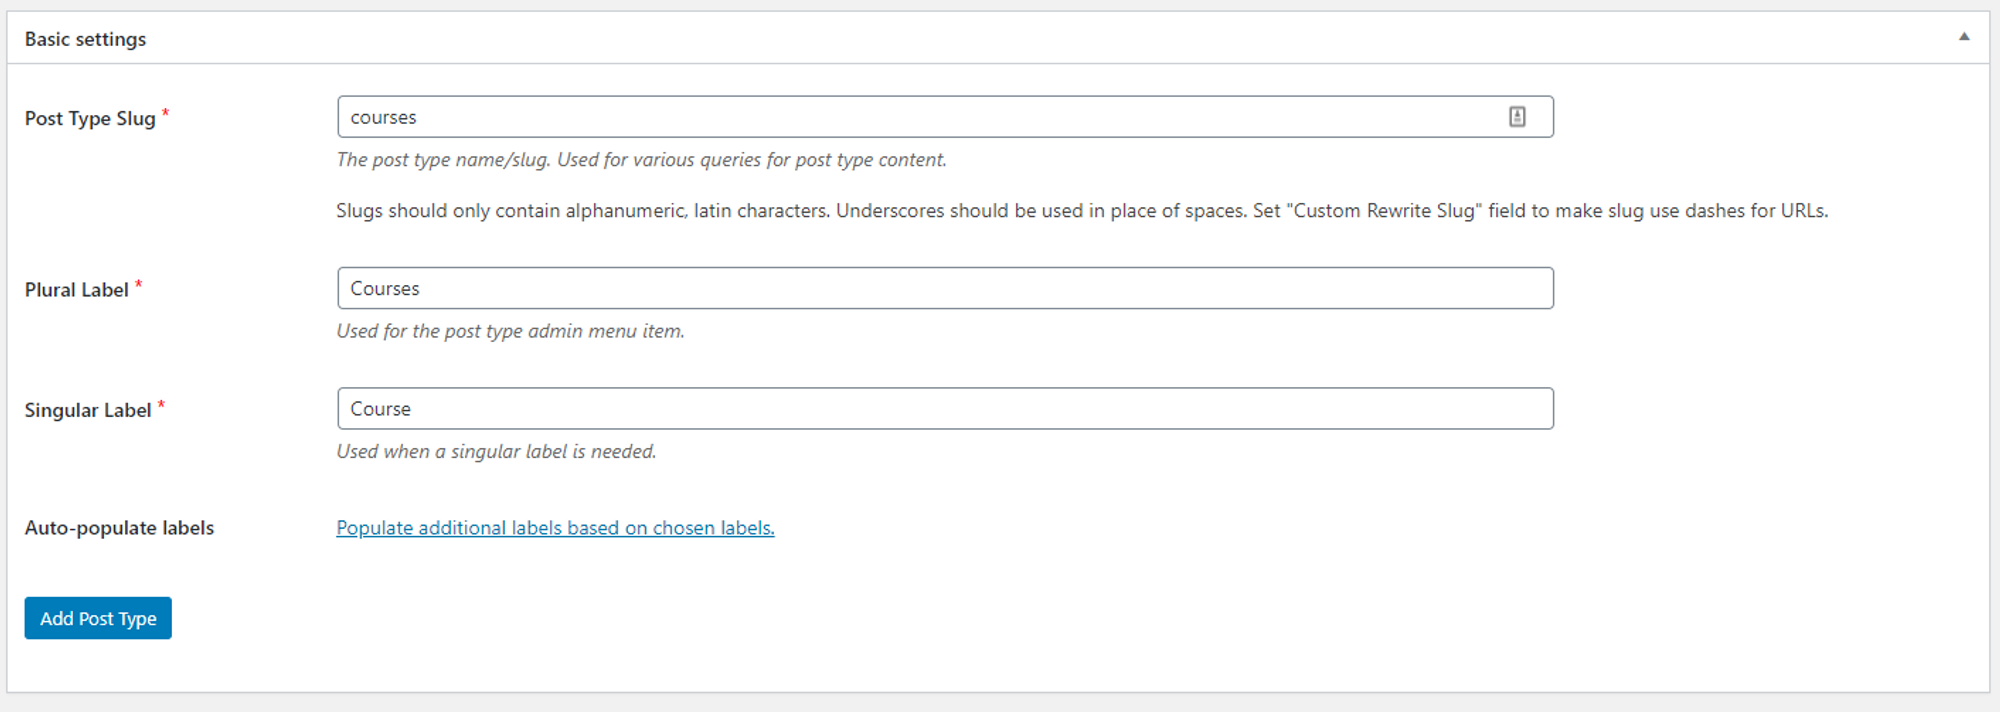 Basic settings
Post Type Slug *
courses
The post type name/slug. Used for various queries for post type content.
Slugs should only contain alphanumeric, latin characters. Underscores should be used in place of spaces. Set "Custom Rewrite Slug" field to make slug use dashes for URLs.
Plural Label *
Courses
Used for the post type admin menu item.
Singular Label *
Course
Used when a singular label is needed.
Auto-populate labels
Populate additional labels based on chosen labels.
Add Post Type